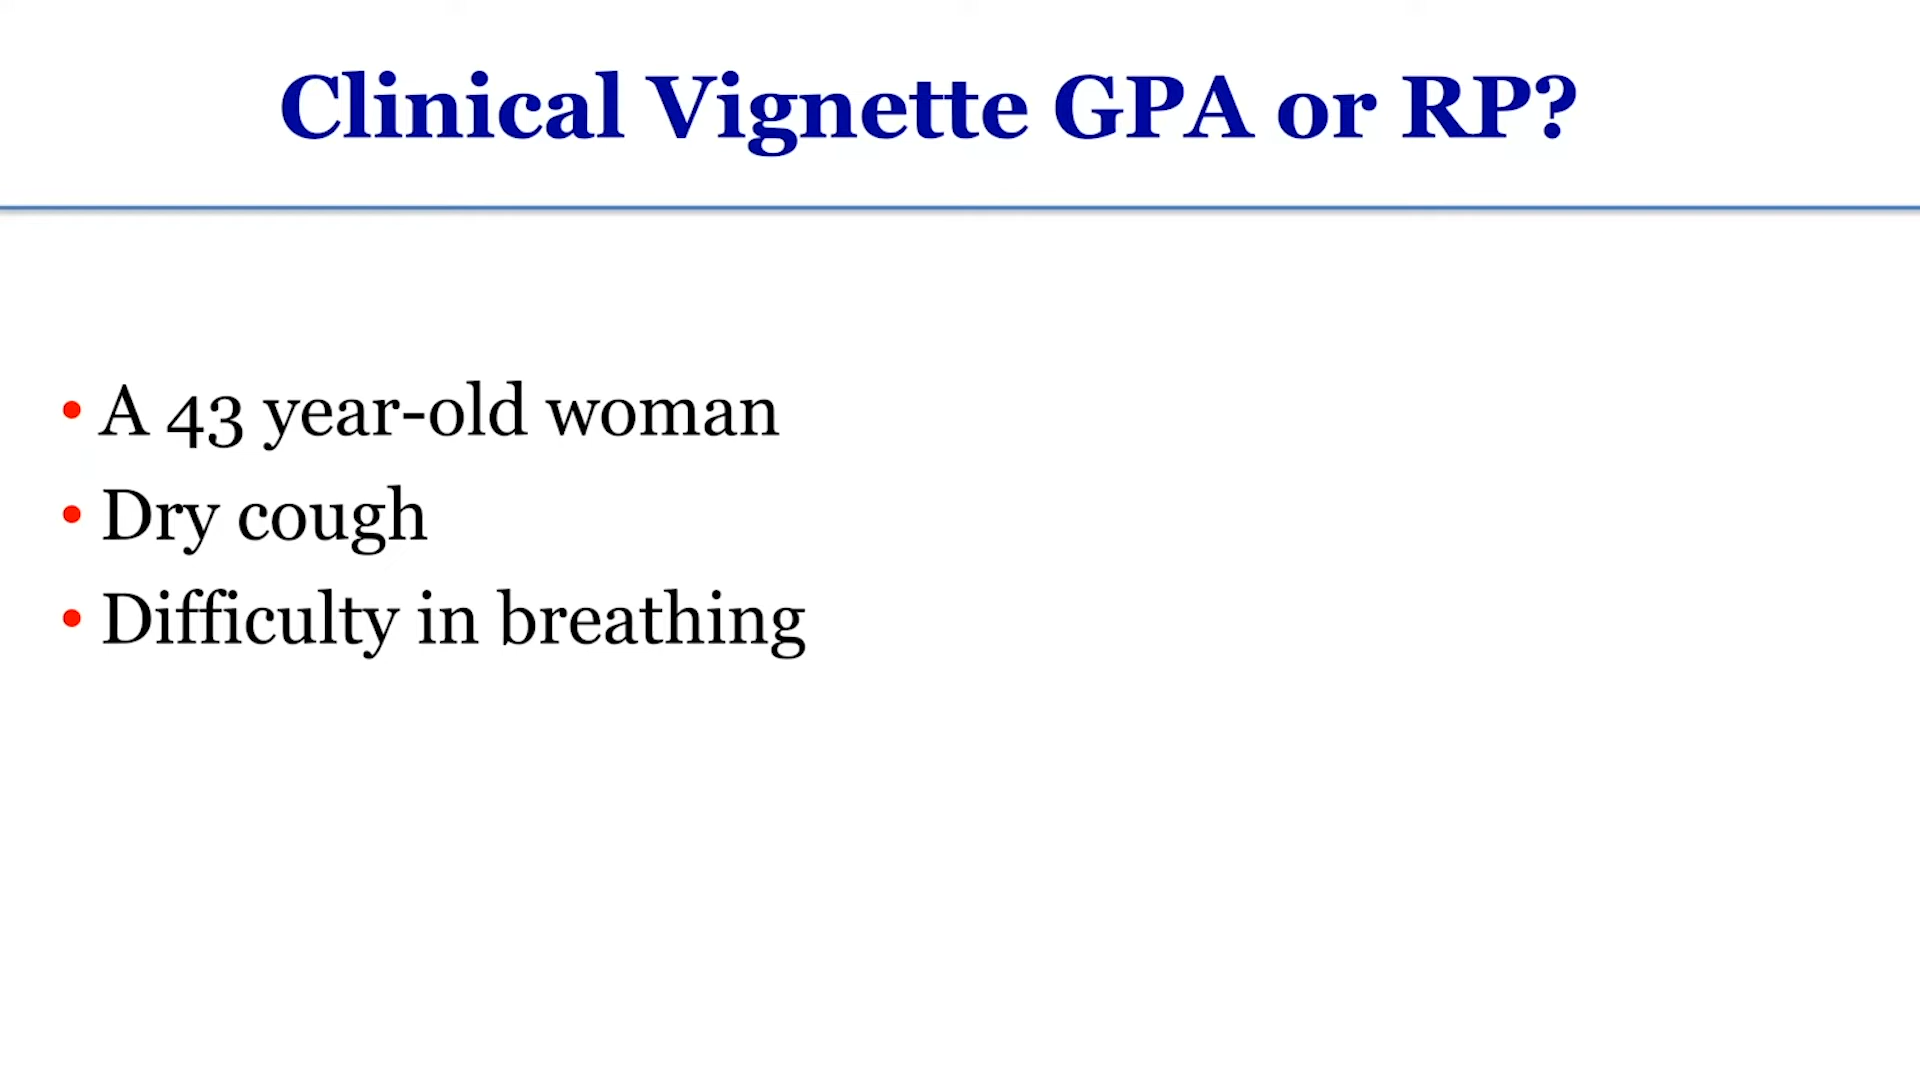 Clinical Vignette GPA or RP?
• A 43 year-old woman
• Dry cough
• Difficulty in breathing